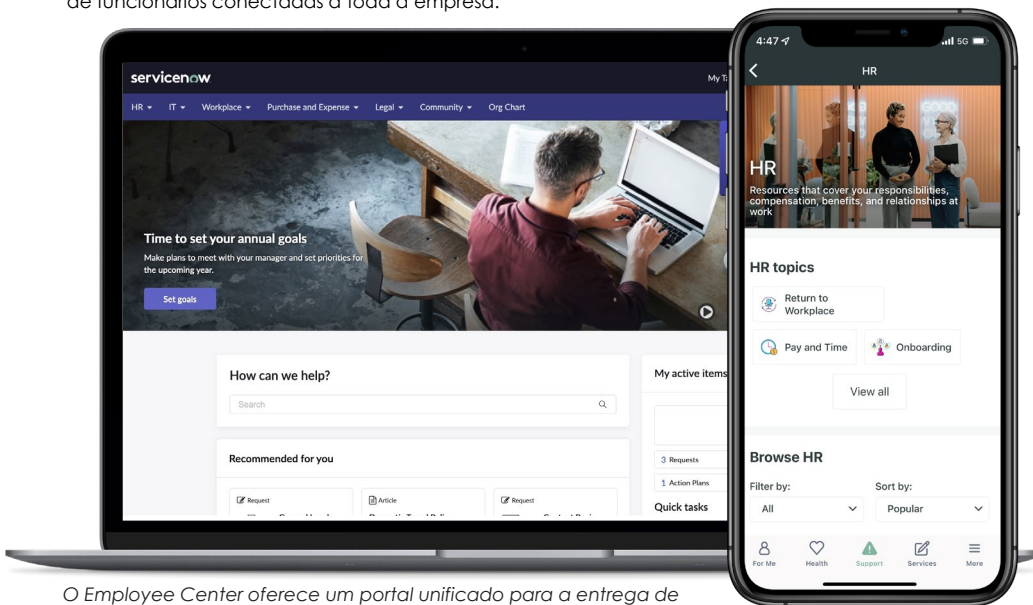 de funcionários conectadas a toda a empresa.
servicenow
HR IT Workplace Purchase and Expense Legal Community Org Chart
Time to set your annual goals
Make plans to meet with your manager and set priorities for
the upcoming year.
Set goals
How can we help?
Search
Recommended for you
Request
Article
Request
My active items
3 Requests
1 Action Plans
Quick tasks
4:47
5G
HR
GOOD
HR
Resources that cover your responsibilities,
compensation, benefits, and relationships at
work
HR topics
Return to
Workplace
Pay and Time
Onboarding
View all
Browse HR
Filter by:
Sort by:
All
Popular
For Me
Health
Support
Services
More
O Employee Center oferece um portal unificado para a entrega de